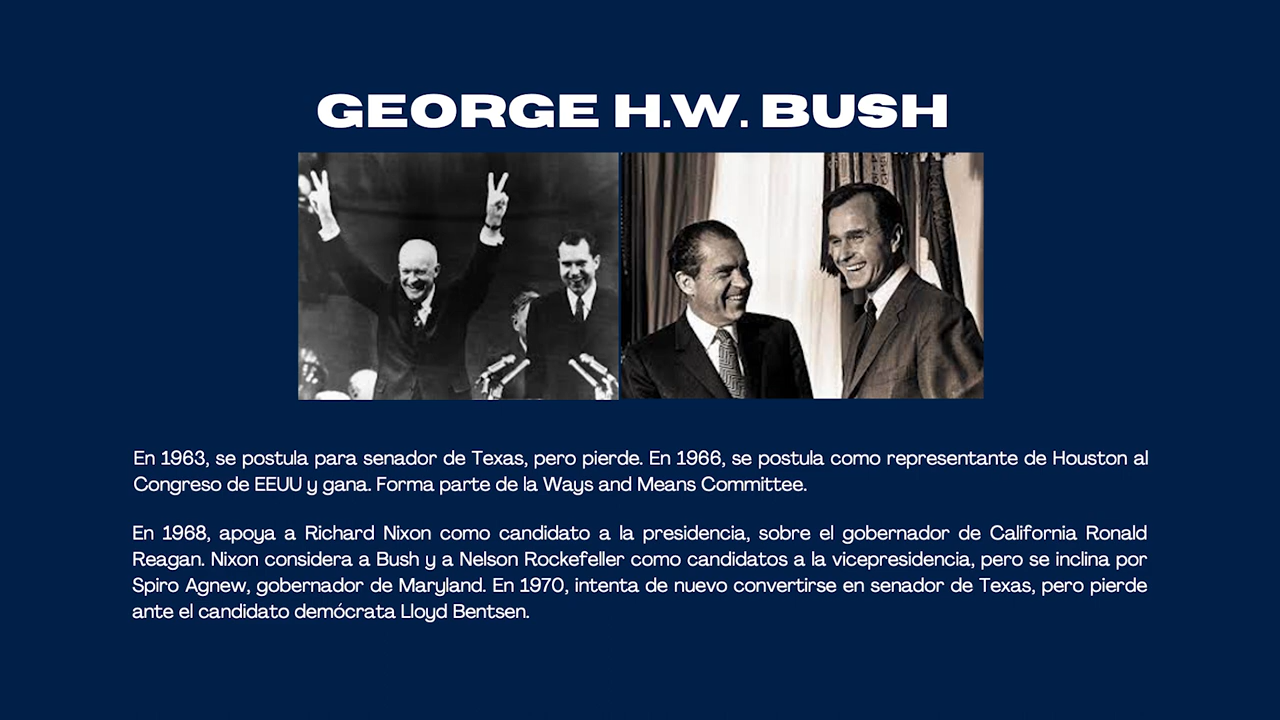 GEORGE H.W. BUSH
En 1963, se postula para senador de Texas, pero pierde. En 1966, se postula como representante de Houston al
Congreso de EEUU y gana. Forma parte de la Ways and Means Committee.
En 1968, apoya a Richard Nixon como candidato a la presidencia, sobre el gobernador de California Ronald
Reagan. Nixon considera a Bush y a Nelson Rockefeller como candidatos a la vicepresidencia, pero se inclina por
Spiro Agnew, gobernador de Maryland. En 1970, intenta de nuevo convertirse en senador de Texas, pero pierde
ante el candidato demócrata Lloyd Bentsen.